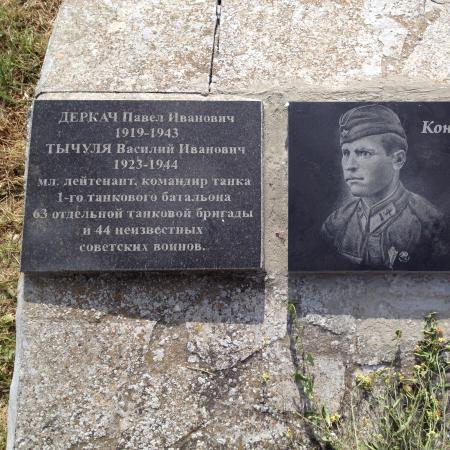 ДЕРКАЧ Павел Иванович
1919-1943
ТЫЧУЛЯ Василий Иванович
1923-1944
мл. лейтенант, командир танка
1-го танкового батальона
63 отдельной танковой бригады
и 44 неизвестных
советских воинов.
Кон